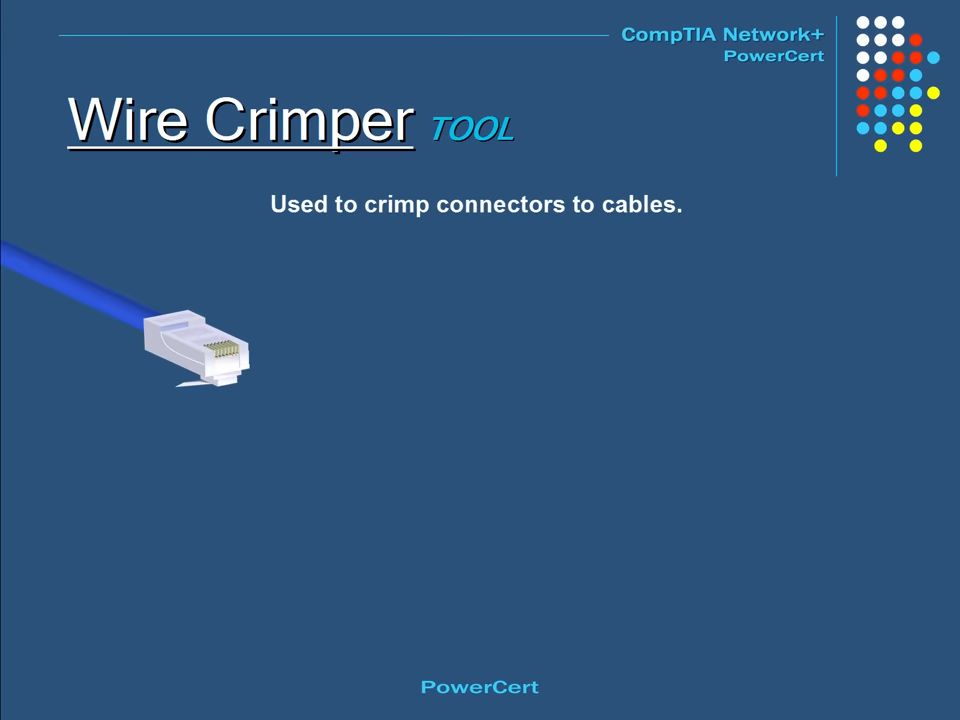 CompTIA Network+
PowerCert
Wire Crimper TOOL
Used to crimp connectors to cables.
PowerCert